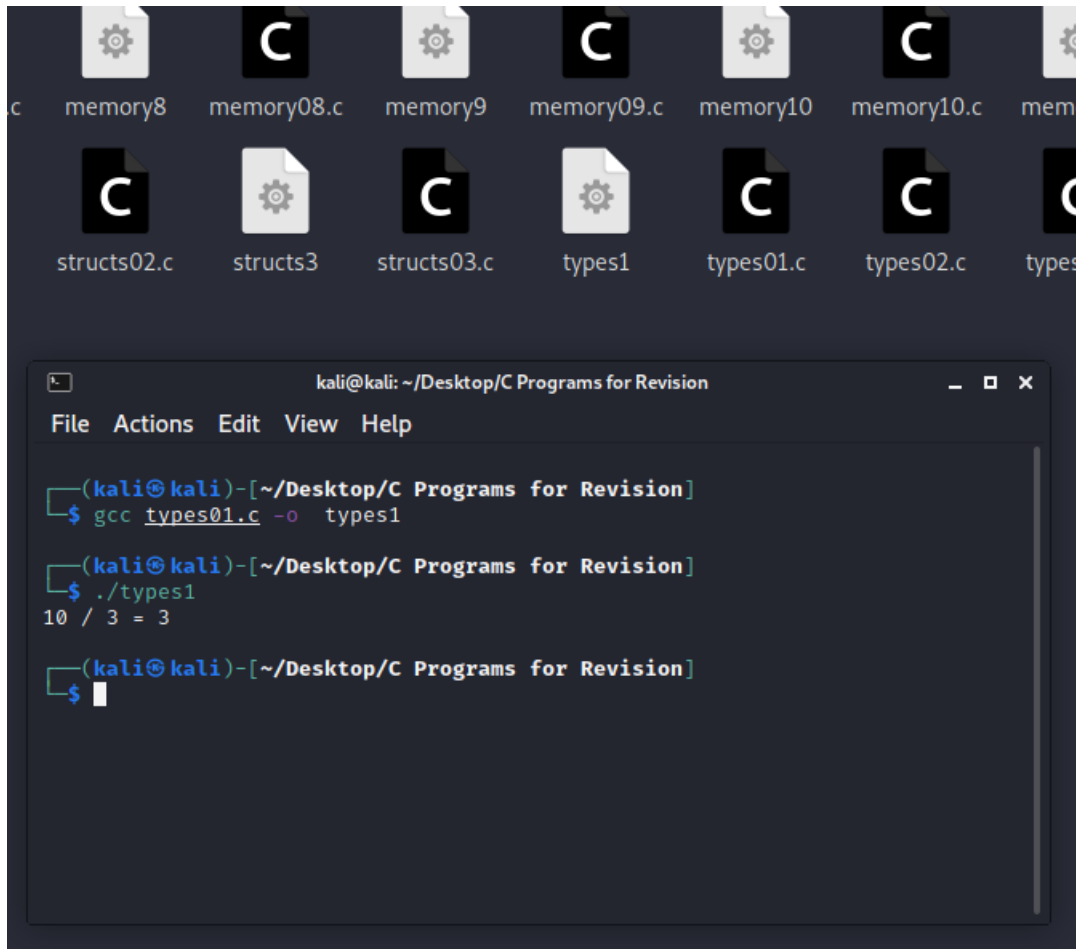 .c memory8 memory08.c memory9 memory09.c memory10 memory10.c mem
structs02.c structs3 structs03.c types1 types01.c types02.c types
kali@kali: ~/Desktop/C Programs for Revision
File Actions Edit View Help
┌──(kali㉿kali)-[~/Desktop/C Programs for Revision]
└─$ gcc types01.c -o  types1
┌──(kali㉿kali)-[~/Desktop/C Programs for Revision]
└─$ ./types1
10 / 3 = 3
┌──(kali㉿kali)-[~/Desktop/C Programs for Revision]
└─$